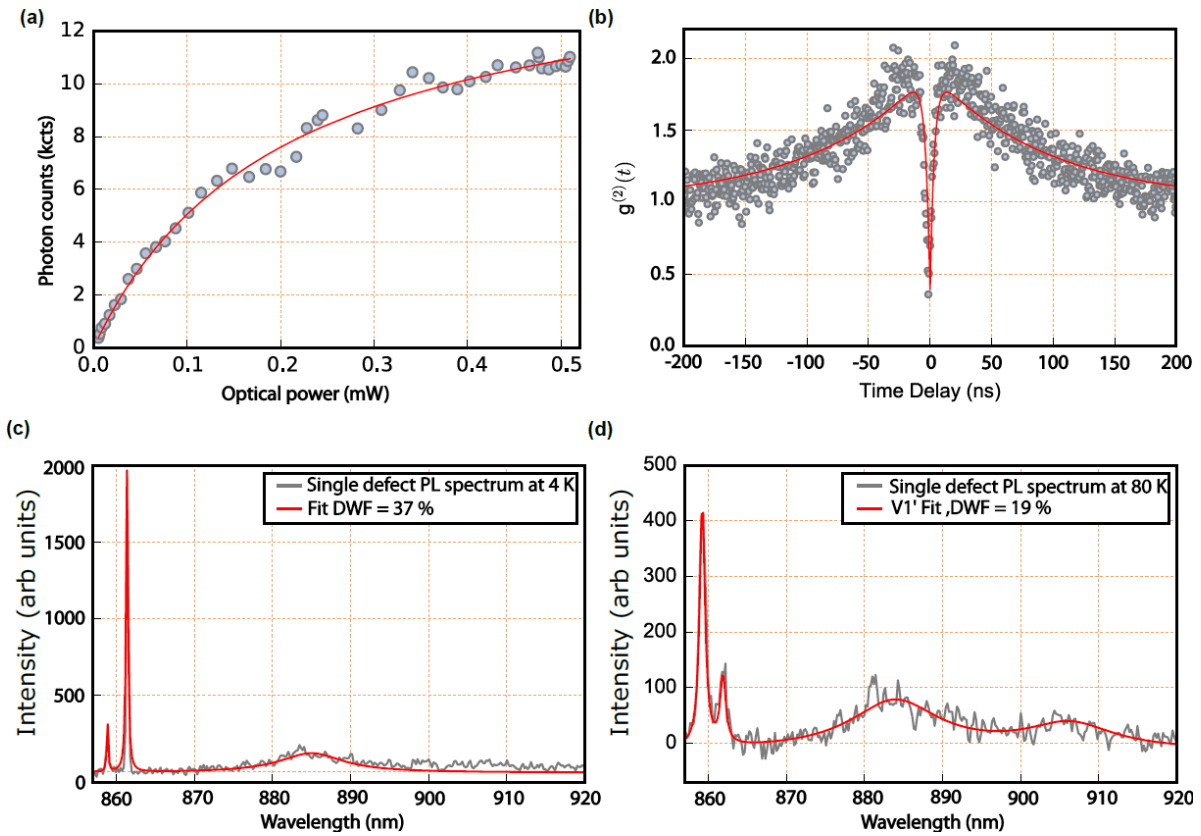 (a)
12
10
8
6
4
2
0
Photon counts (kcts)
0.0 0.1 0.2 0.3 0.4 0.5
Optical power (mW)
(b)
2.0
1.5
1.0
0.5
0.0
g(2)(t)
-200 -150 -100 -50 0 50 100 150 200
Time Delay (ns)
(c)
2000
1500
1000
500
0
Intensity (arb units)
Single defect PL spectrum at 4 K
Fit DWF = 37 %
860 870 880 890 900 910 920
Wavelength (nm)
(d)
500
400
300
200
100
0
Intensity (arb units)
Single defect PL spectrum at 80 K
V1' Fit ,DWF = 19 %
860 870 880 890 900 910 920
Wavelength (nm)